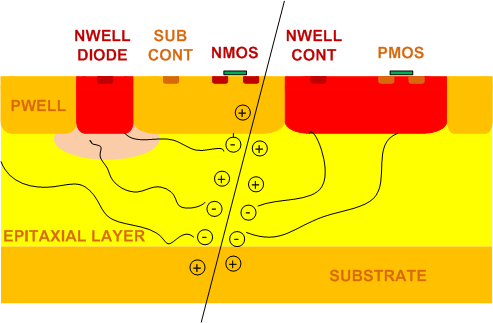 NWELL
DIODE
SUB
CONT
NMOS
NWELL
CONT
PMOS
PWELL
+
-
+
+
+
-
-
-
-
+
+
EPITAXIAL LAYER
SUBSTRATE